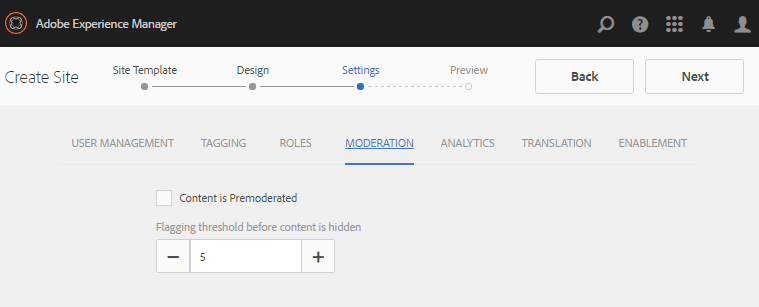 Adobe Experience Manager
Create Site
Site Template
Design
Settings
Preview
Back
Next
USER MANAGEMENT
TAGGING
ROLES
MODERATION
ANALYTICS
TRANSLATION
ENABLEMENT
Content is Premoderated
Flagging threshold before content is hidden
− 5 +